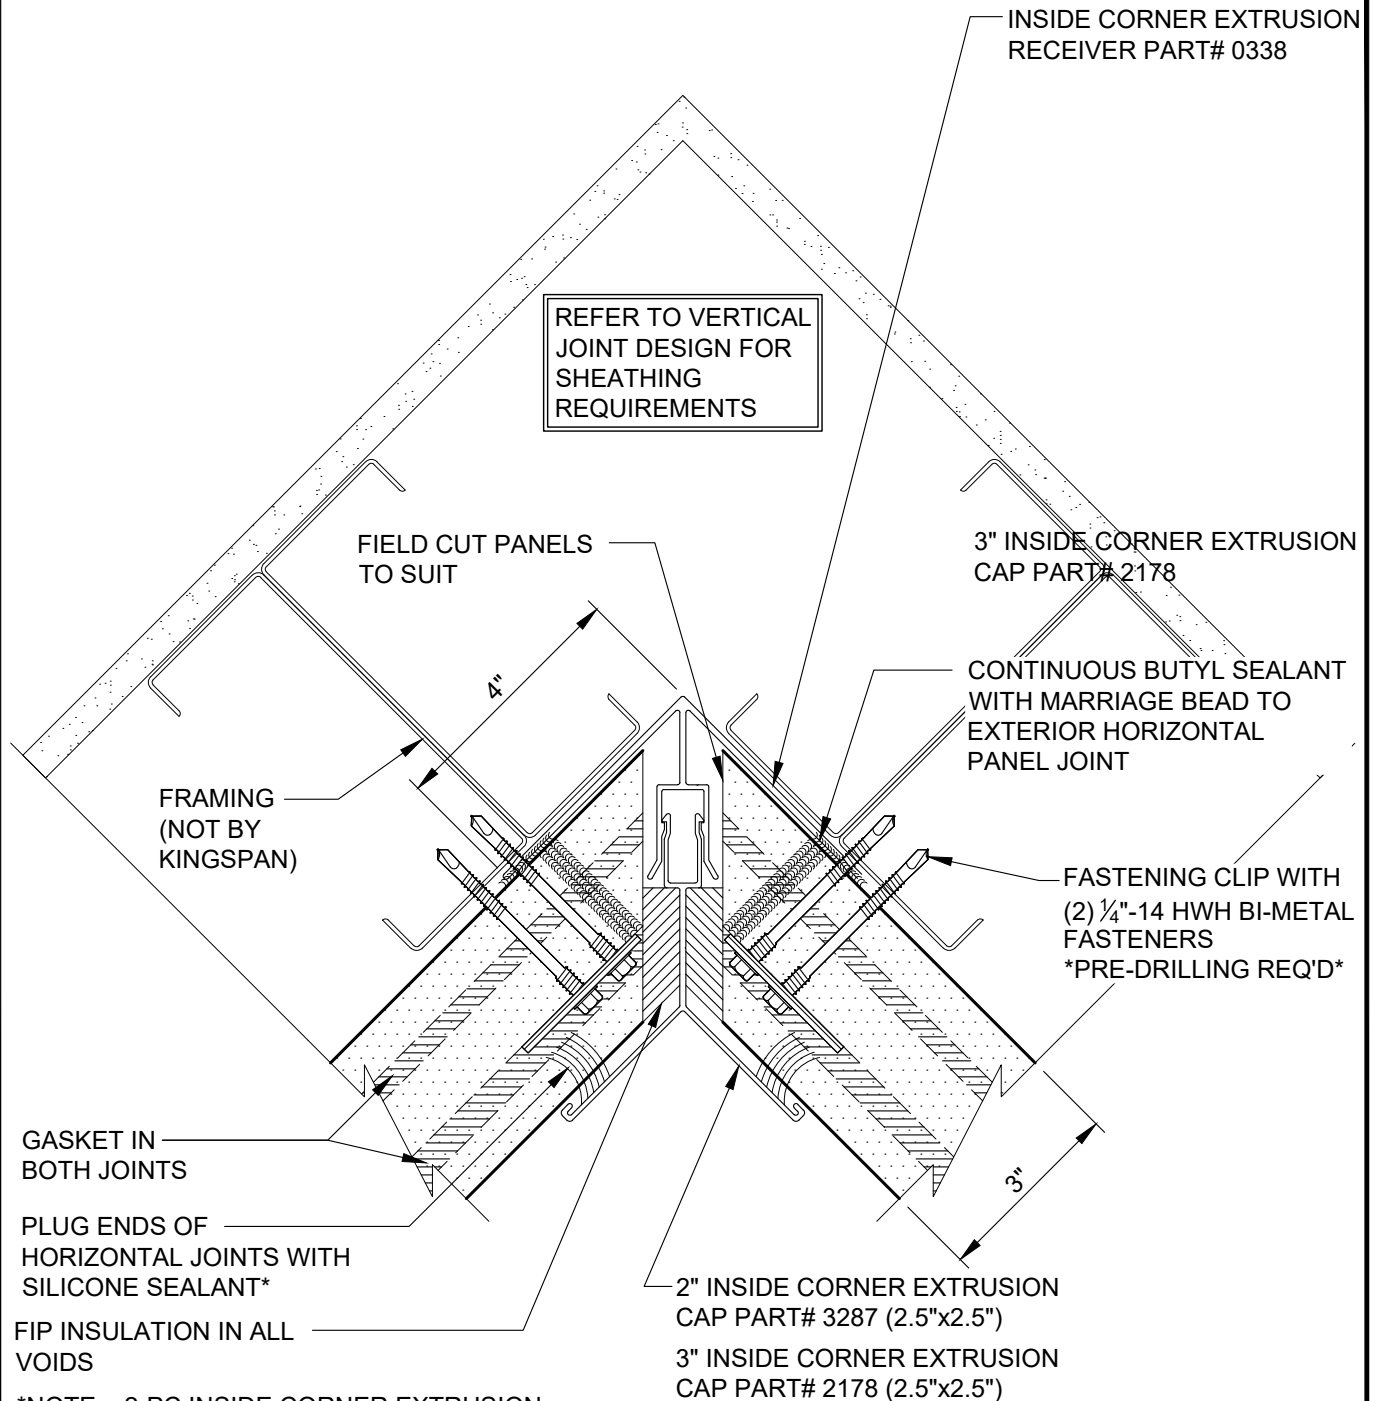 INSIDE CORNER EXTRUSION
RECEIVER PART# 0338
REFER TO VERTICAL
JOINT DESIGN FOR
SHEATHING
REQUIREMENTS
FIELD CUT PANELS
TO SUIT
3" INSIDE CORNER EXTRUSION
CAP PART# 2178
4"
CONTINUOUS BUTYL SEALANT
WITH MARRIAGE BEAD TO
EXTERIOR HORIZONTAL
PANEL JOINT
FRAMING
(NOT BY
KINGSPAN)
FASTENING CLIP WITH
(2) ¼"-14 HWH BI-METAL
FASTENERS
*PRE-DRILLING REQ'D*
GASKET IN
BOTH JOINTS
3"
PLUG ENDS OF
HORIZONTAL JOINTS WITH
SILICONE SEALANT*
2" INSIDE CORNER EXTRUSION
CAP PART# 3287 (2.5"x2.5")
FIP INSULATION IN ALL
VOIDS
3" INSIDE CORNER EXTRUSION
CAP PART# 2178 (2.5"x2.5")
INSIDE CORNER EXTRUSION